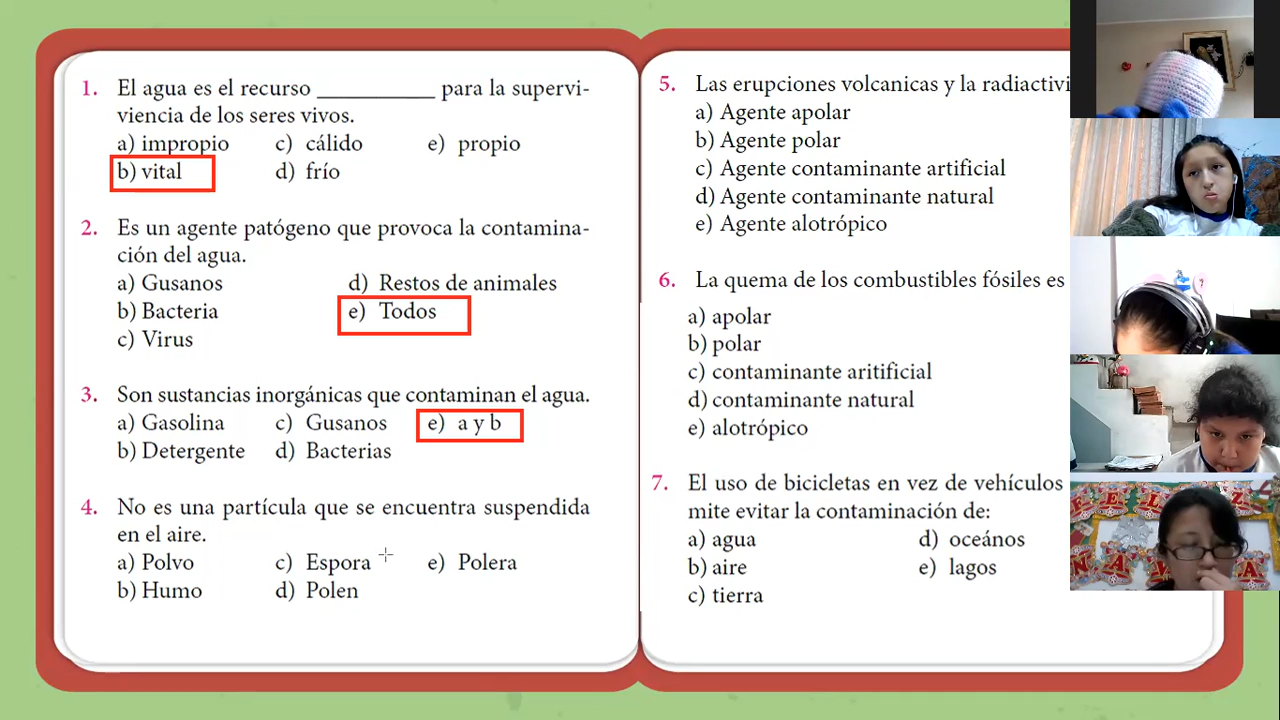 1. El agua es el recurso __________ para la supervi-
viencia de los seres vivos.
a) impropio c) cálido e) propio
b) vital d) frío
2. Es un agente patógeno que provoca la contamina-
ción del agua.
a) Gusanos d) Restos de animales
b) Bacteria e) Todos
c) Virus
3. Son sustancias inorgánicas que contaminan el agua.
a) Gasolina c) Gusanos e) a y b
b) Detergente d) Bacterias
4. No es una partícula que se encuentra suspendida
en el aire.
a) Polvo c) Espora e) Polera
b) Humo d) Polen
5. Las erupciones volcanicas y la radiactivi
a) Agente apolar
b) Agente polar
c) Agente contaminante artificial
d) Agente contaminante natural
e) Agente alotrópico
6. La quema de los combustibles fósiles es
a) apolar
b) polar
c) contaminante aritificial
d) contaminante natural
e) alotrópico
7. El uso de bicicletas en vez de vehículos
mite evitar la contaminación de:
a) agua d) oceános
b) aire e) lagos
c) tierra